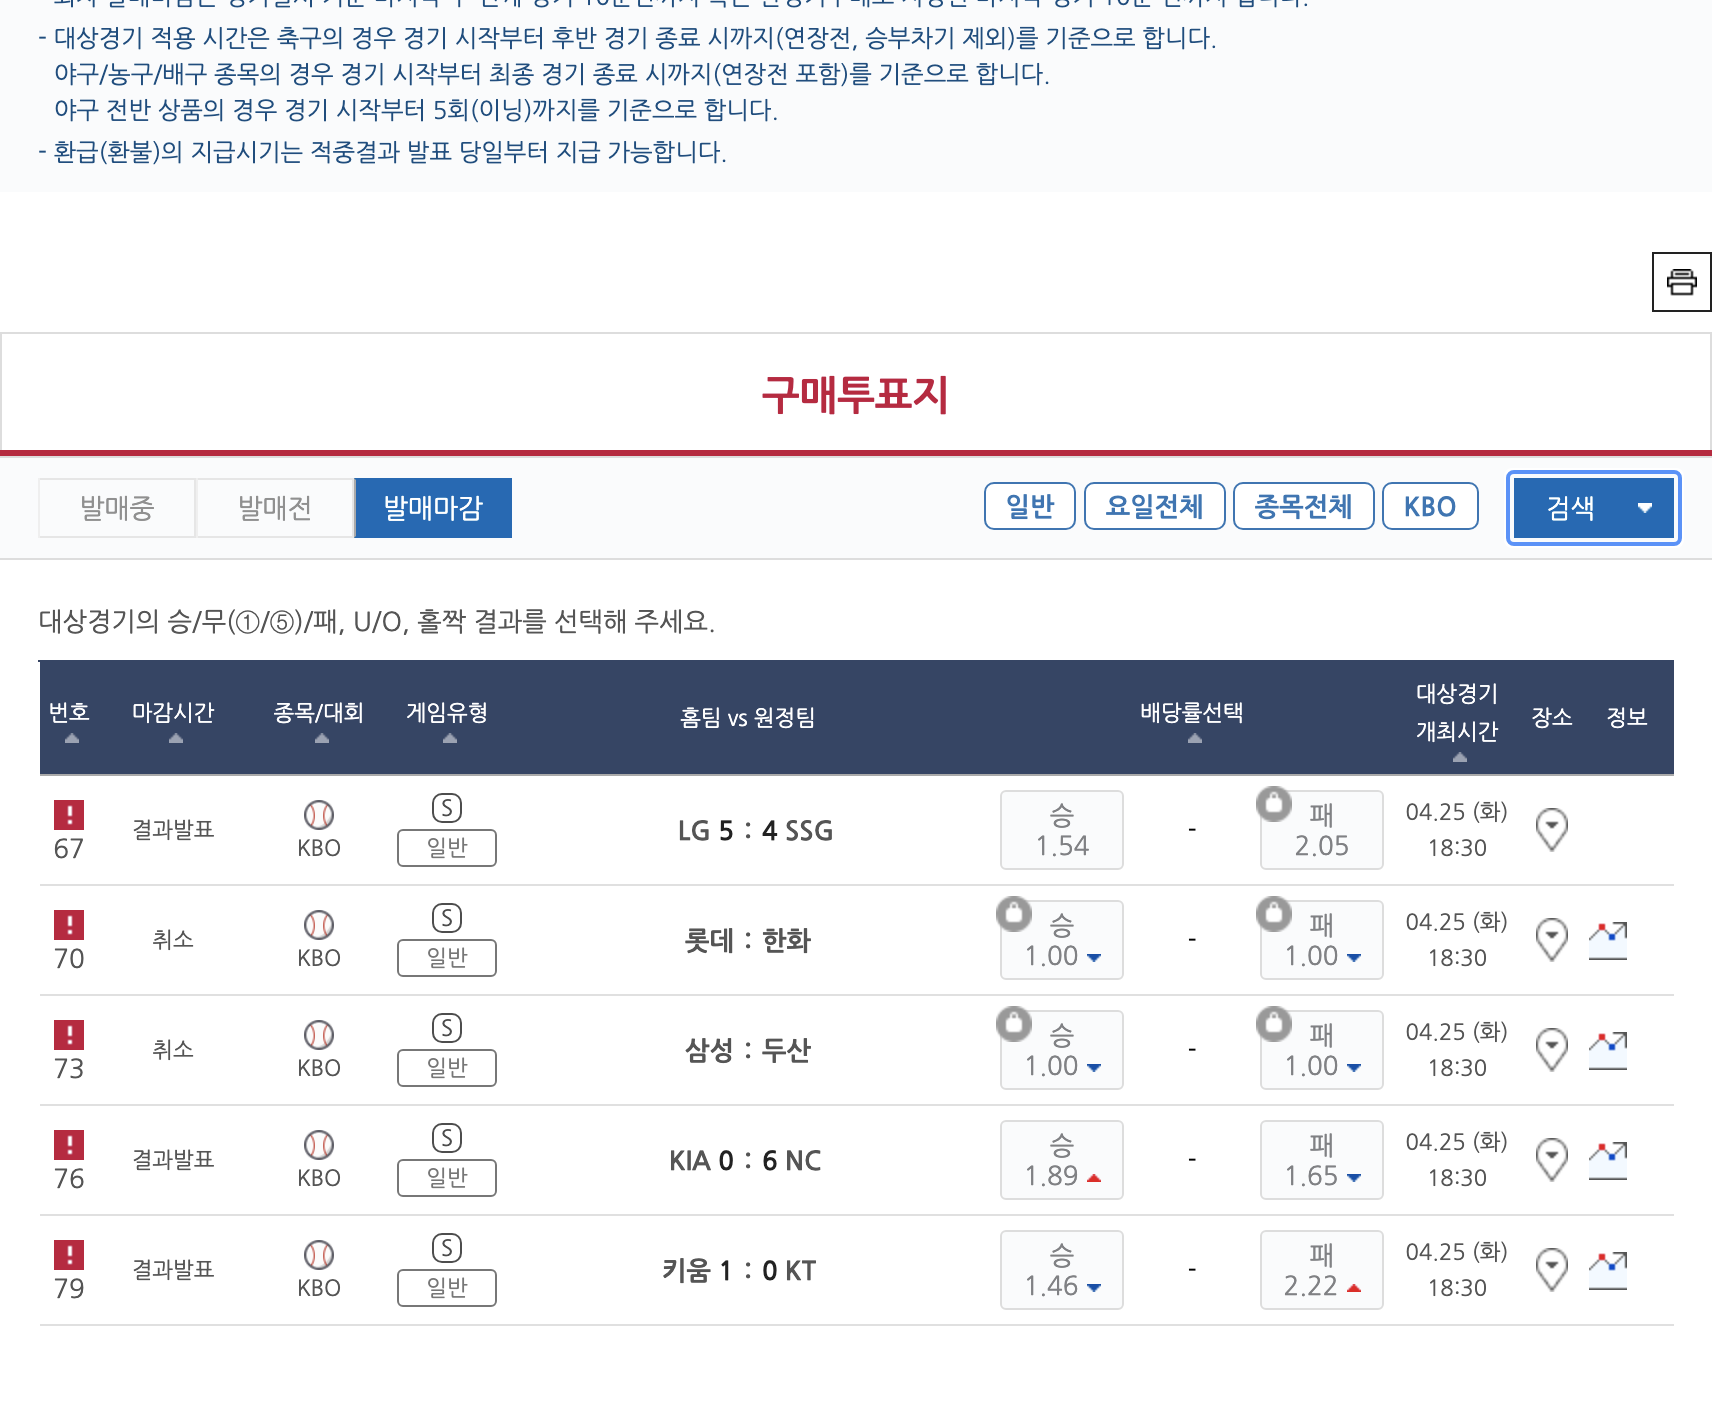 - 대상경기 적용 시간은 축구의 경우 경기 시작부터 후반 경기 종료 시까지(연장전, 승부차기 제외)를 기준으로 합니다.
야구/농구/배구 종목의 경우 경기 시작부터 최종 경기 종료 시까지(연장전 포함)를 기준으로 합니다.
야구 전반 상품의 경우 경기 시작부터 5회(이닝)까지를 기준으로 합니다.
- 환급(환불)의 지급시기는 적중결과 발표 당일부터 지급 가능합니다.
구매투표지
발매중 발매전 발매마감 일반 요일전체 종목전체 KBO 검색
대상경기의 승/무(①/⑤)/패, U/O, 홀짝 결과를 선택해 주세요.
번호 마감시간 종목/대회 게임유형 홈팀 vs 원정팀 배당률선택 대상경기 개최시간 장소 정보
67 결과발표 KBO S 일반 LG 5 : 4 SSG 승 1.54 - 패 2.05 04.25 (화) 18:30
70 취소 KBO S 일반 롯데 : 한화 승 1.00 - 패 1.00 04.25 (화) 18:30
73 취소 KBO S 일반 삼성 : 두산 승 1.00 - 패 1.00 04.25 (화) 18:30
76 결과발표 KBO S 일반 KIA 0 : 6 NC 승 1.89 - 패 1.65 04.25 (화) 18:30
79 결과발표 KBO S 일반 키움 1 : 0 KT 승 1.46 - 패 2.22 04.25 (화) 18:30